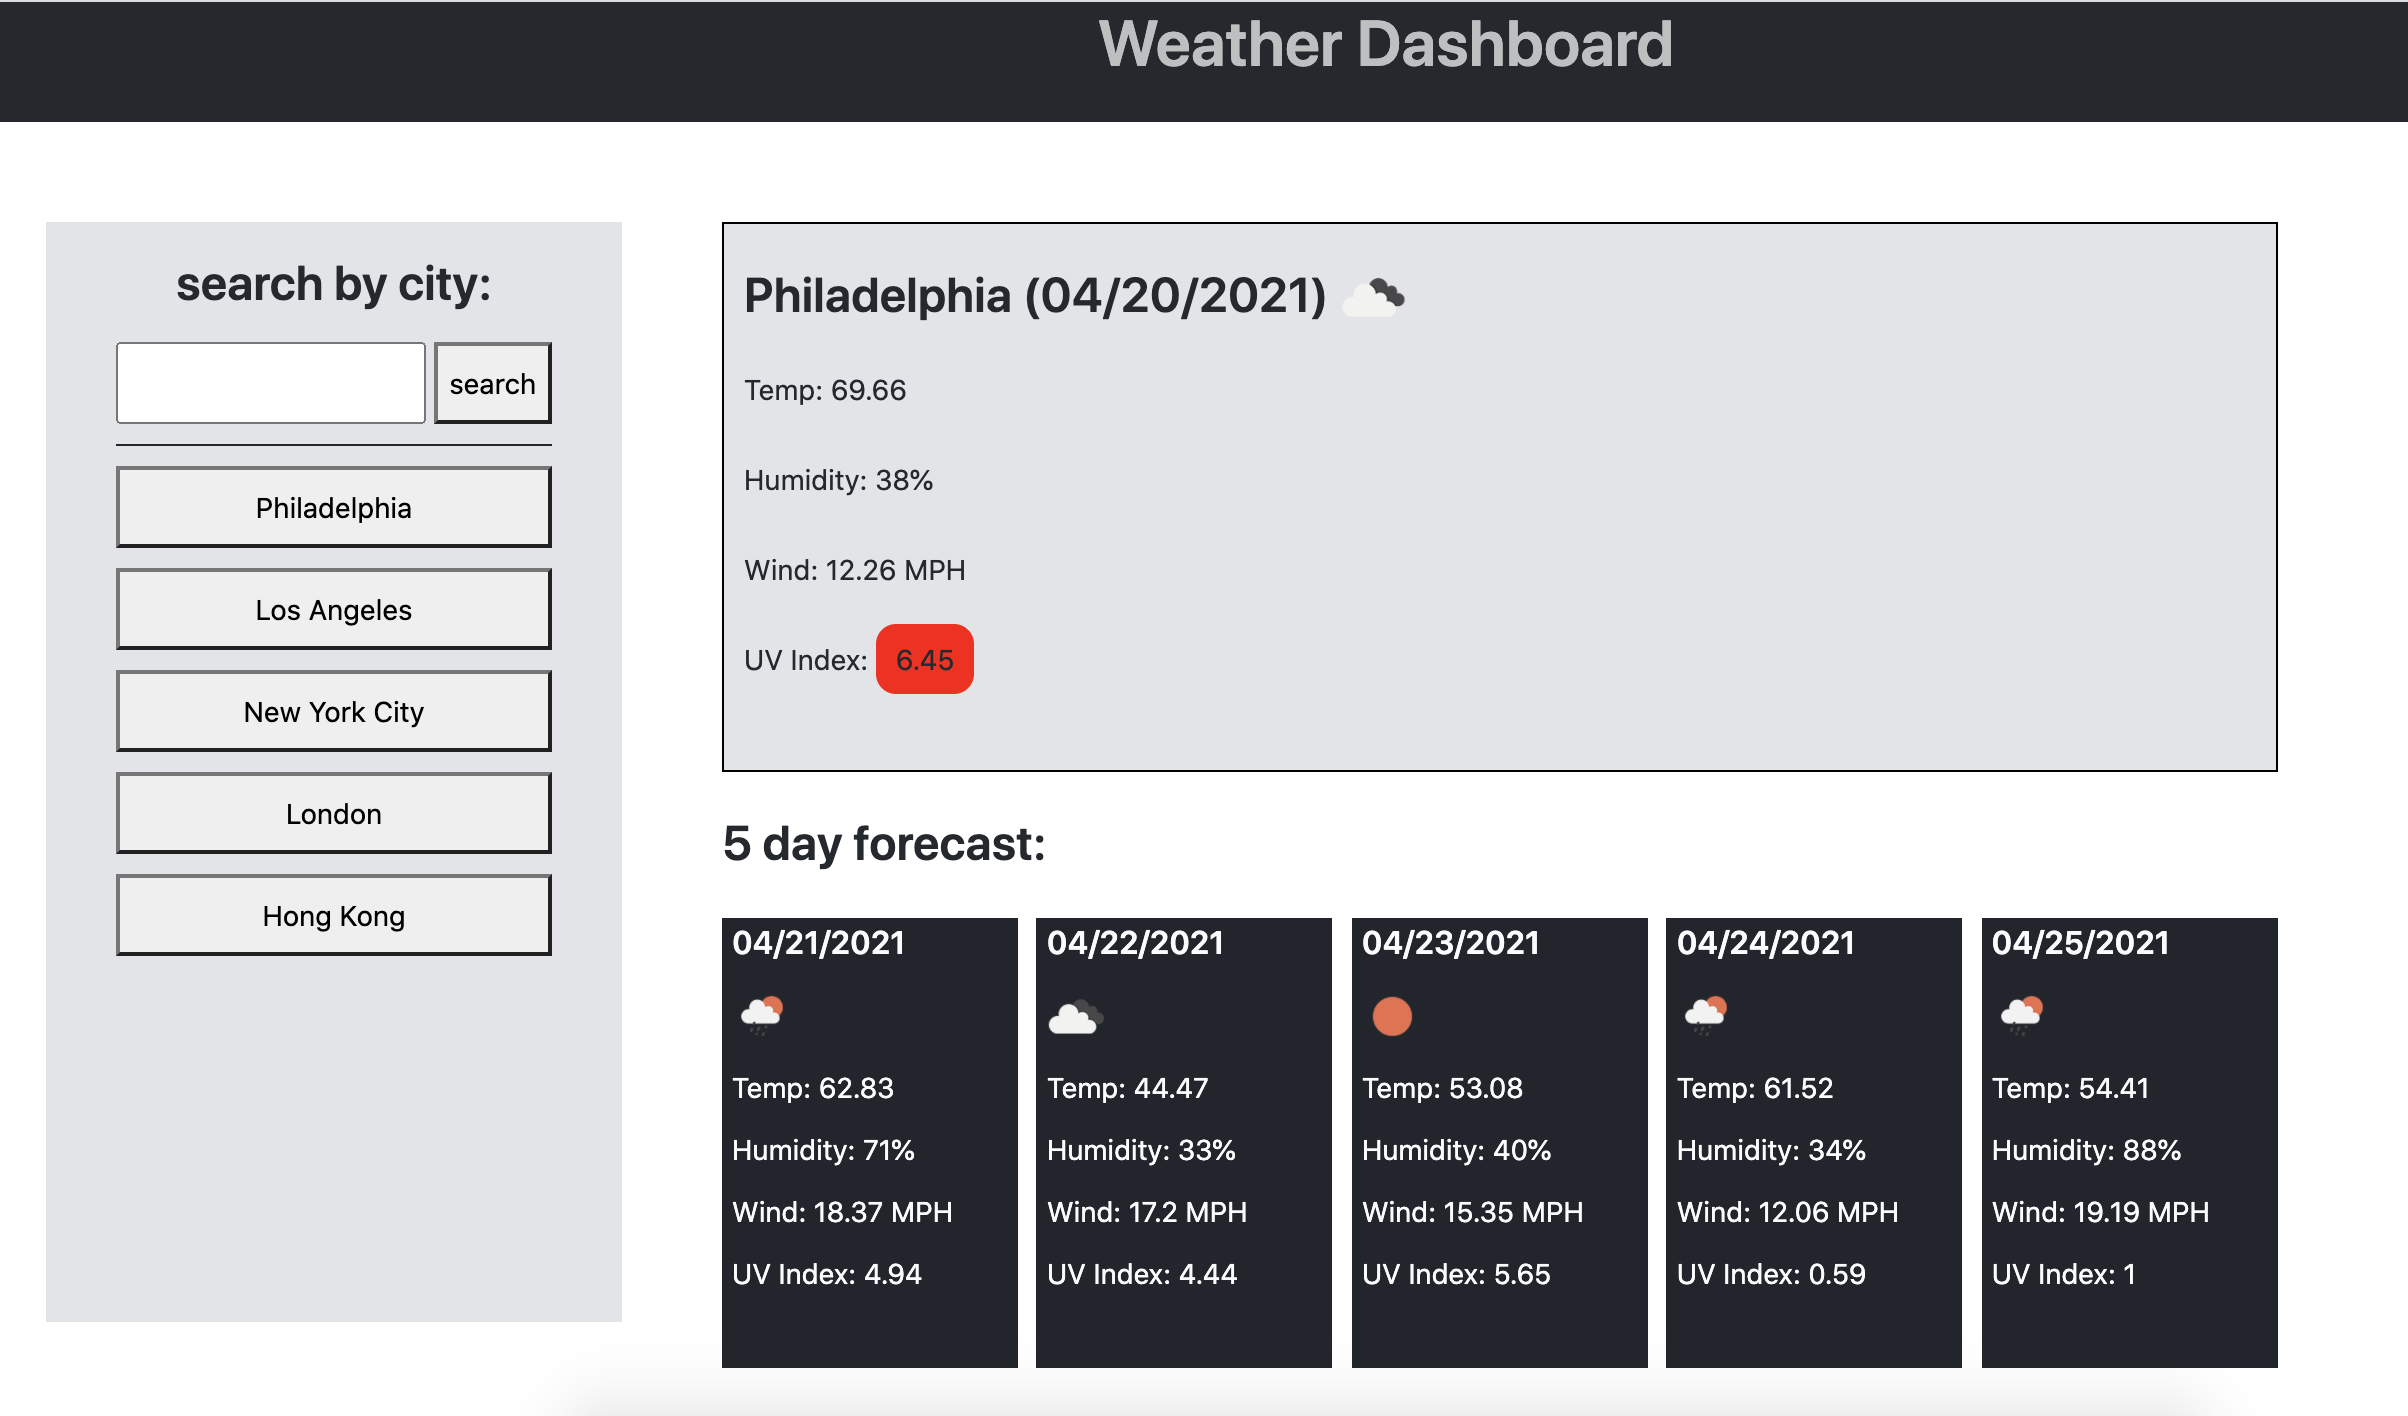 Weather Dashboard
search by city:
search
Philadelphia
Los Angeles
New York City
London
Hong Kong
Philadelphia (04/20/2021)
Temp: 69.66
Humidity: 38%
Wind: 12.26 MPH
UV Index: 6.45
5 day forecast:
04/21/2021
Temp: 62.83
Humidity: 71%
Wind: 18.37 MPH
UV Index: 4.94
04/22/2021
Temp: 44.47
Humidity: 33%
Wind: 17.2 MPH
UV Index: 4.44
04/23/2021
Temp: 53.08
Humidity: 40%
Wind: 15.35 MPH
UV Index: 5.65
04/24/2021
Temp: 61.52
Humidity: 34%
Wind: 12.06 MPH
UV Index: 0.59
04/25/2021
Temp: 54.41
Humidity: 88%
Wind: 19.19 MPH
UV Index: 1